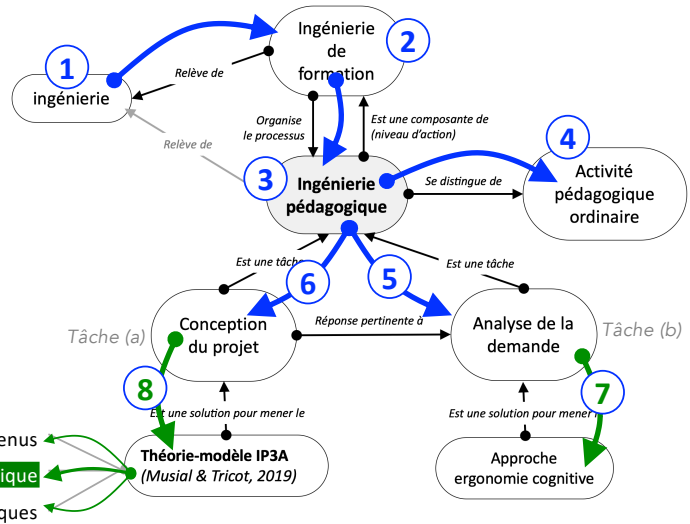 1
ingénierie
Ingénierie
de
formation
2
Relève de
Organise
le processus
Est une composante de
(niveau d'action)
Relève de
3
Ingénierie
pédagogique
Se distingue de
4
Activité
pédagogique
ordinaire
Est une tâche
6
5
Est une tâche
Tâche (a)
Conception
du projet
Réponse pertinente à
Analyse de la
demande
Tâche (b)
8
7
Est une solution pour mener le
Est une solution pour mener l
enus
ique
ques
Théorie-modèle IP3A
(Musial & Tricot, 2019)
Approche
ergonomie cognitive